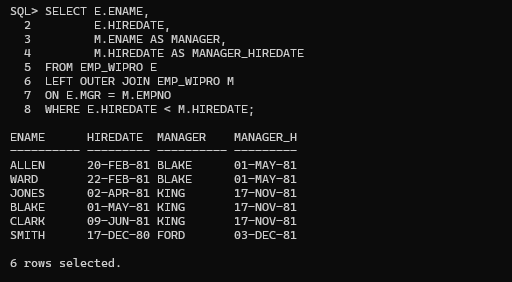 SQL> SELECT E.ENAME,
  2         E.HIREDATE,
  3         M.ENAME AS MANAGER,
  4         M.HIREDATE AS MANAGER_HIREDATE
  5  FROM EMP_WIPRO E
  6  LEFT OUTER JOIN EMP_WIPRO M
  7  ON E.MGR = M.EMPNO
  8  WHERE E.HIREDATE < M.HIREDATE;
ENAME      HIREDATE  MANAGER    MANAGER_H
---------- --------- ---------- ---------
ALLEN      20-FEB-81 BLAKE      01-MAY-81
WARD       22-FEB-81 BLAKE      01-MAY-81
JONES      02-APR-81 KING       17-NOV-81
BLAKE      01-MAY-81 KING       17-NOV-81
CLARK      09-JUN-81 KING       17-NOV-81
SMITH      17-DEC-80 FORD       03-DEC-81
6 rows selected.